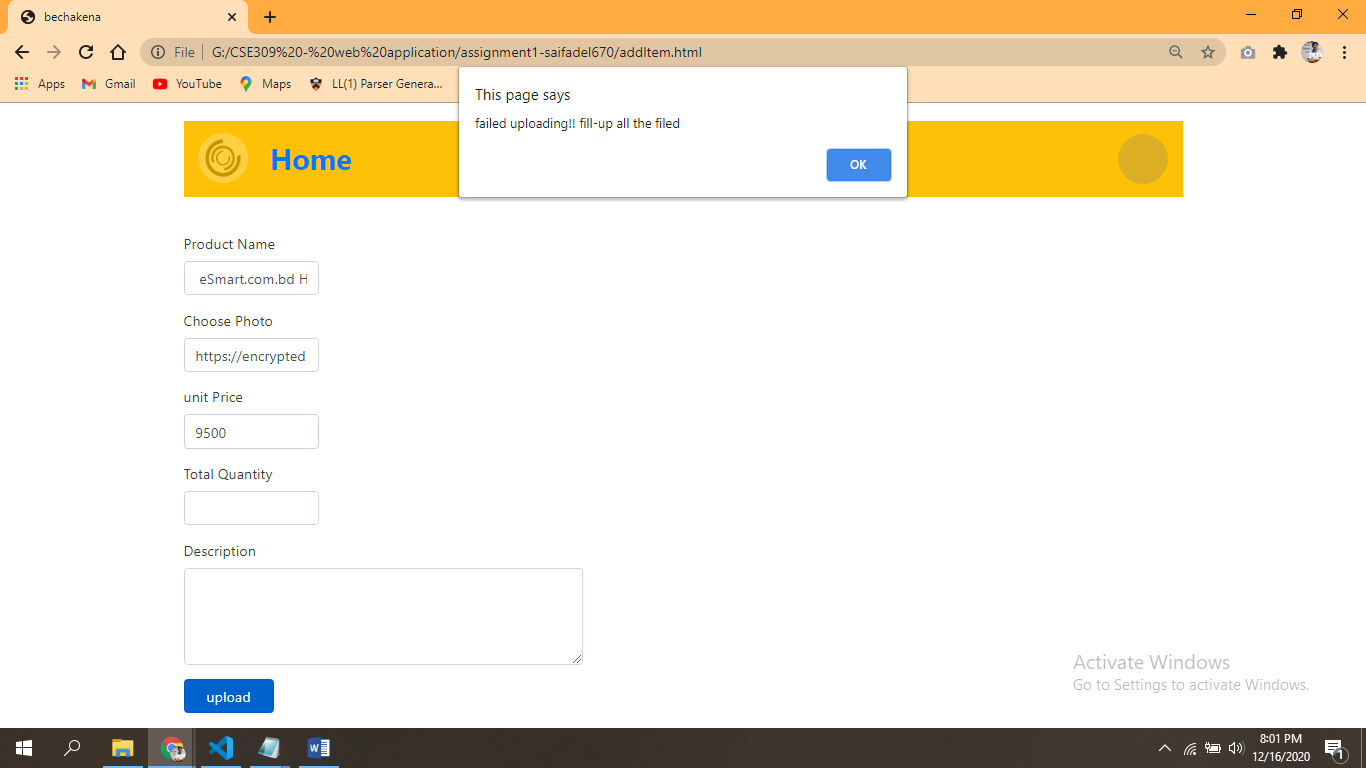 bechakena
File
G:/CSE309%20-%20web%20application/assignment1-saifadel670/addItem.html
Apps
Gmail
YouTube
Maps
LL(1) Parser Genera...
This page says
failed uploading!! fill-up all the filed
OK
Home
Product Name
eSmart.com.bd H
Choose Photo
https://encrypted
unit Price
9500
Total Quantity
Description
upload
Activate Windows
Go to Settings to activate Windows.
8:01 PM
12/16/2020
1